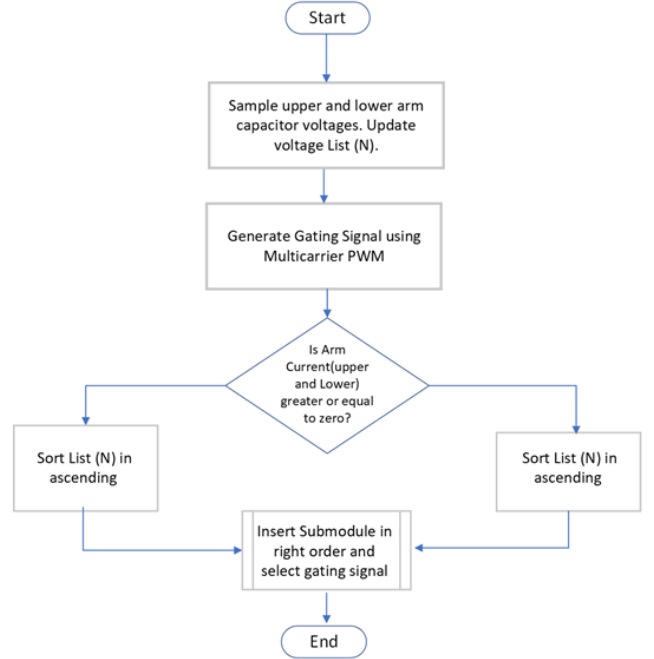 Start
Sample upper and lower arm
capacitor voltages. Update
voltage List (N).
Generate Gating Signal using
Multicarrier PWM
Is Arm
Current(upper
and Lower)
greater or equal
to zero?
Sort List (N) in
ascending
Sort List (N) in
ascending
Insert Submodule in
right order and
select gating signal
End